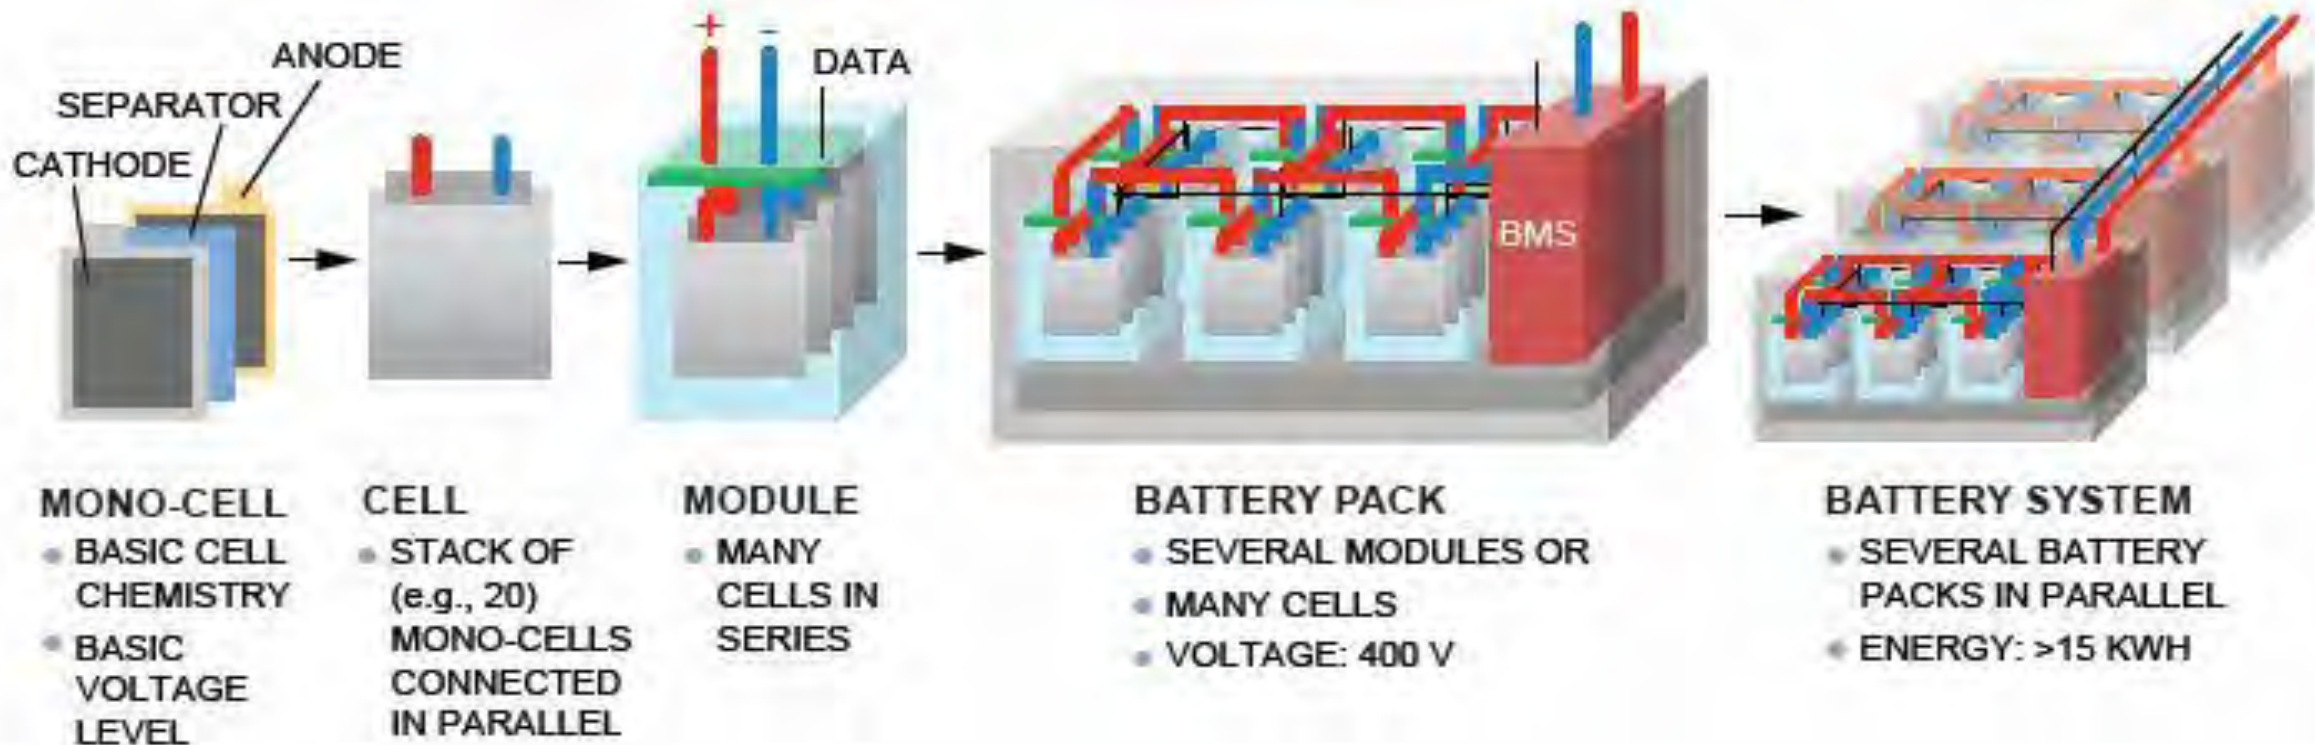 ANODE
SEPARATOR
CATHODE
+
-
DATA
BMS
MONO-CELL
• BASIC CELL
CHEMISTRY
• BASIC
VOLTAGE
LEVEL
CELL
• STACK OF
(e.g., 20)
MONO-CELLS
CONNECTED
IN PARALLEL
MODULE
• MANY
CELLS IN
SERIES
BATTERY PACK
• SEVERAL MODULES OR
• MANY CELLS
• VOLTAGE: 400 V
BATTERY SYSTEM
• SEVERAL BATTERY
PACKS IN PARALLEL
• ENERGY: >15 KWH